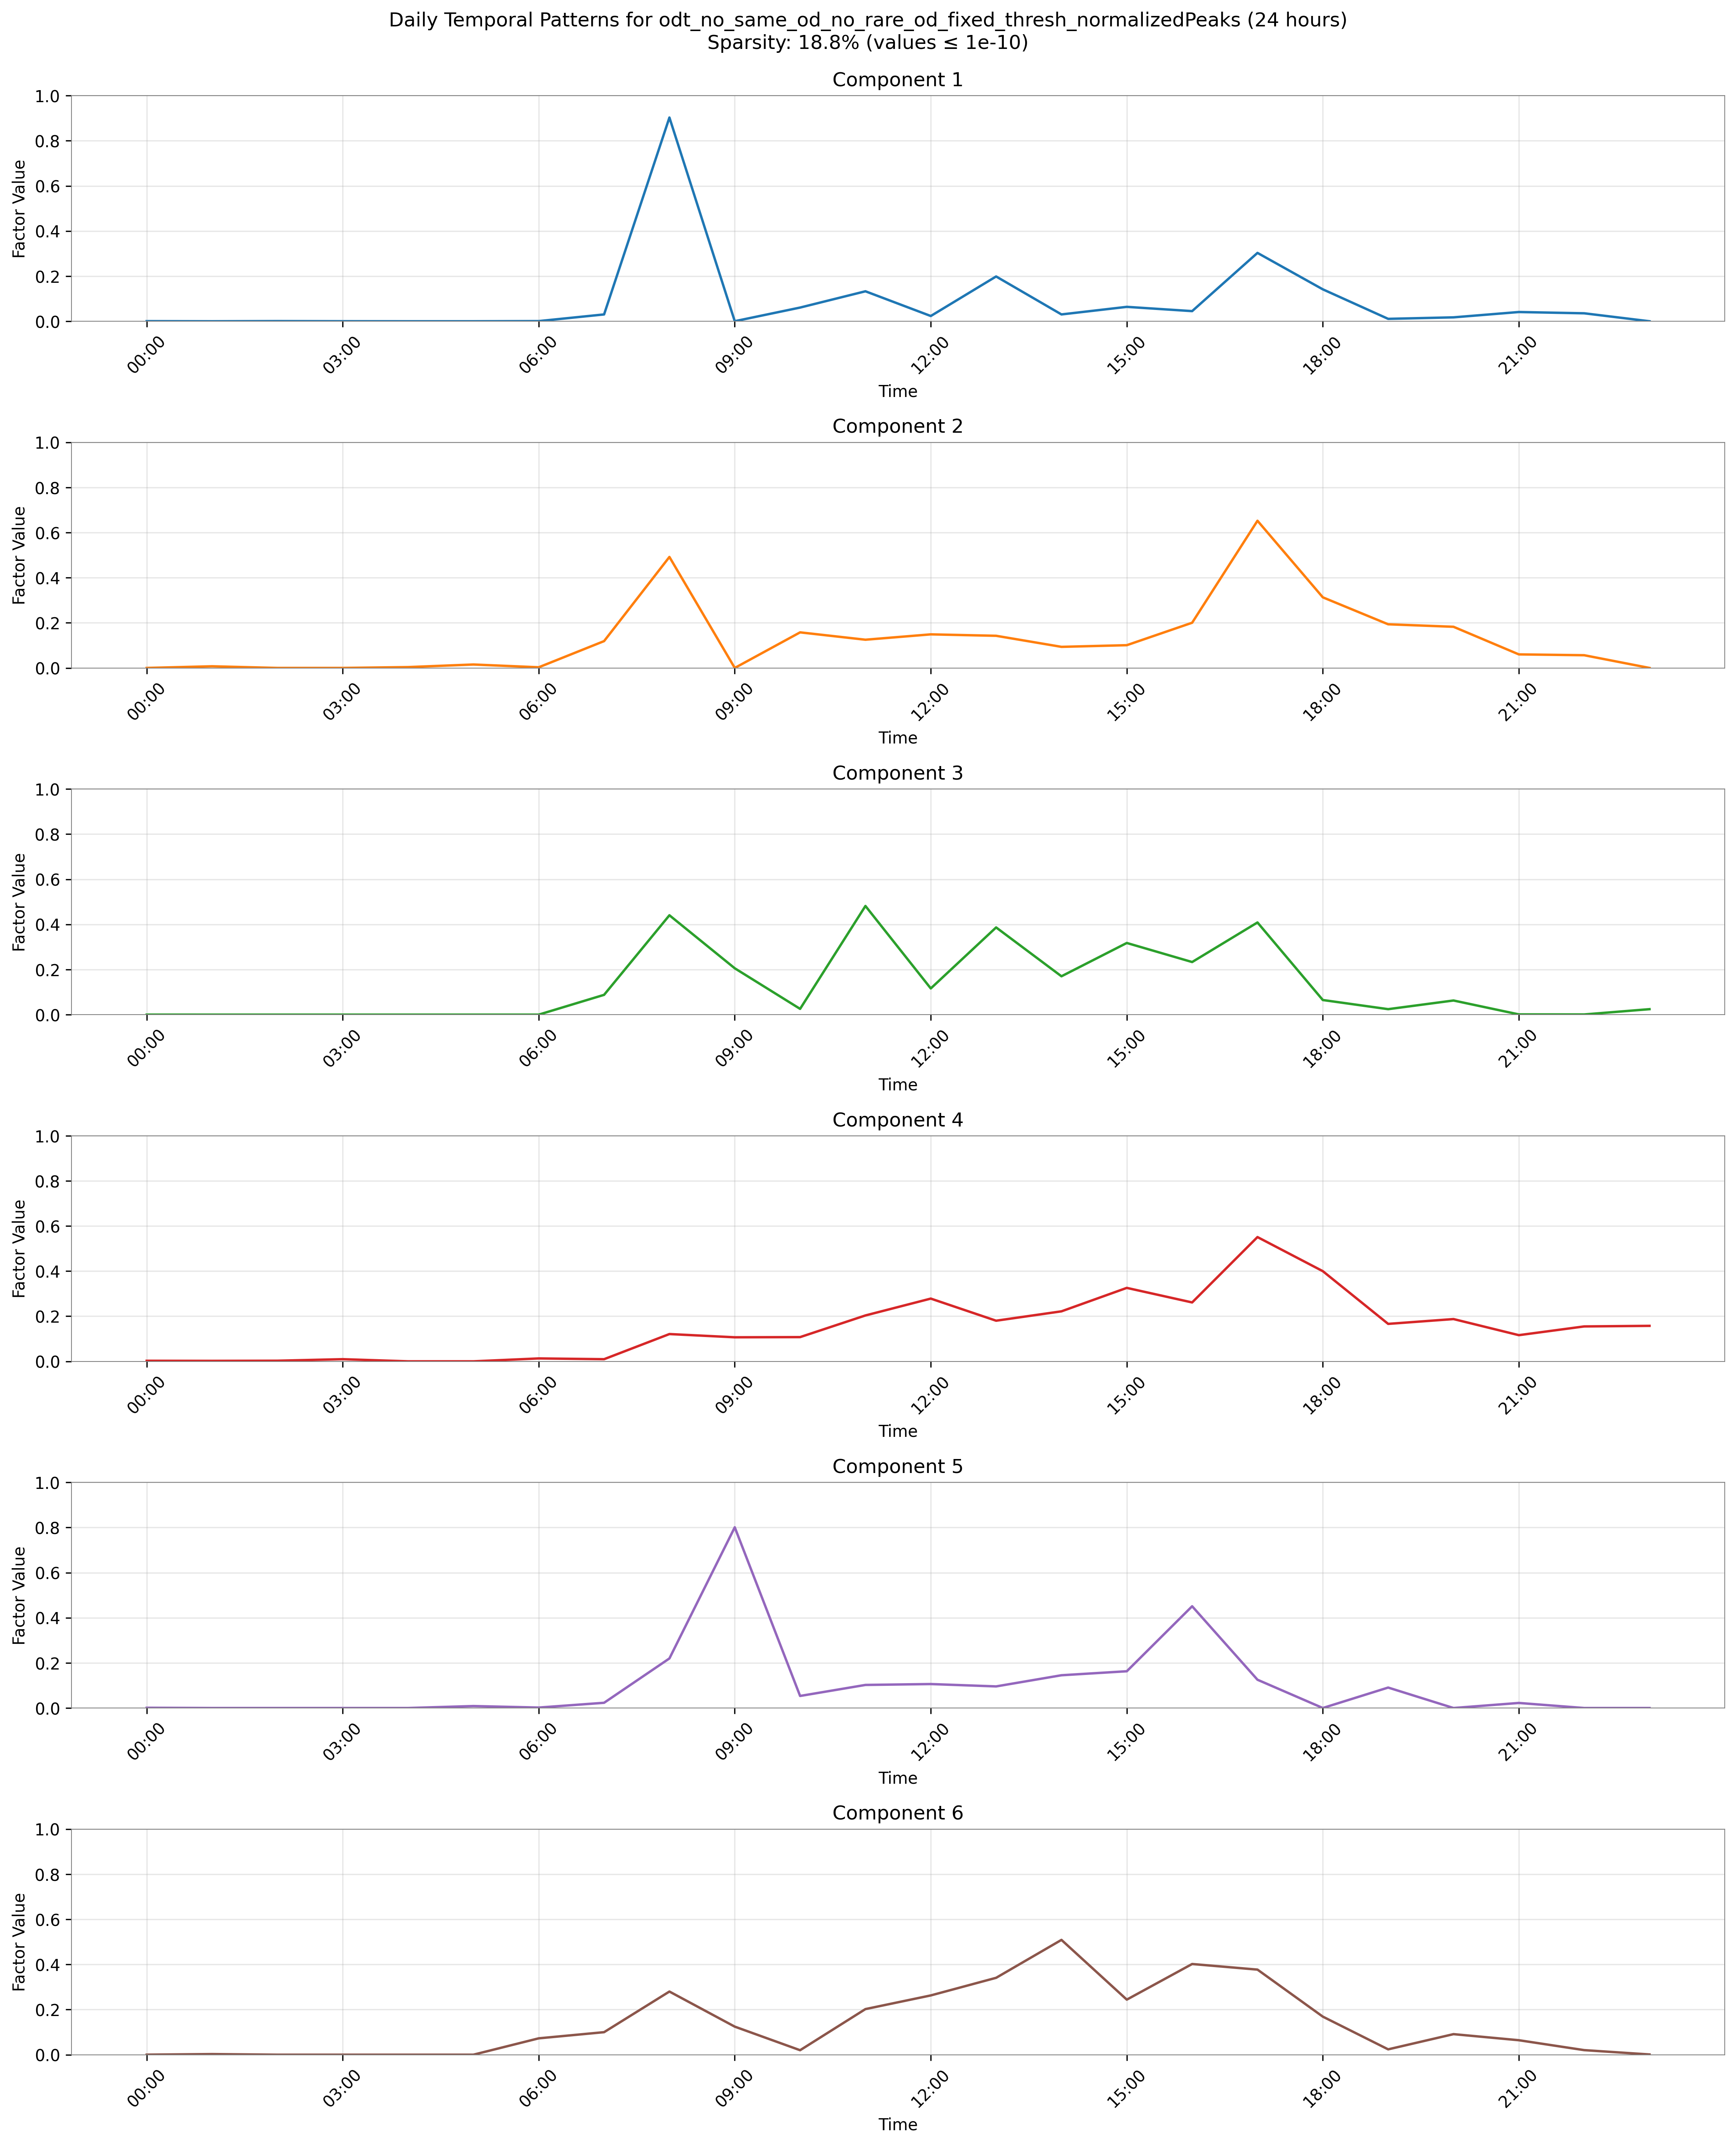 Daily Temporal Patterns for odt_no_same_od_no_rare_od_fixed_thresh_normalizedPeaks (24 hours)
Sparsity: 18.8% (values ≤ 1e-10)
Component 1
1.0
0.8
0.6
0.4
0.2
0.0
Factor Value
00:00 03:00 06:00 09:00 12:00 15:00 18:00 21:00
Time
Component 2
1.0
0.8
0.6
0.4
0.2
0.0
Factor Value
00:00 03:00 06:00 09:00 12:00 15:00 18:00 21:00
Time
Component 3
1.0
0.8
0.6
0.4
0.2
0.0
Factor Value
00:00 03:00 06:00 09:00 12:00 15:00 18:00 21:00
Time
Component 4
1.0
0.8
0.6
0.4
0.2
0.0
Factor Value
00:00 03:00 06:00 09:00 12:00 15:00 18:00 21:00
Time
Component 5
1.0
0.8
0.6
0.4
0.2
0.0
Factor Value
00:00 03:00 06:00 09:00 12:00 15:00 18:00 21:00
Time
Component 6
1.0
0.8
0.6
0.4
0.2
0.0
Factor Value
00:00 03:00 06:00 09:00 12:00 15:00 18:00 21:00
Time